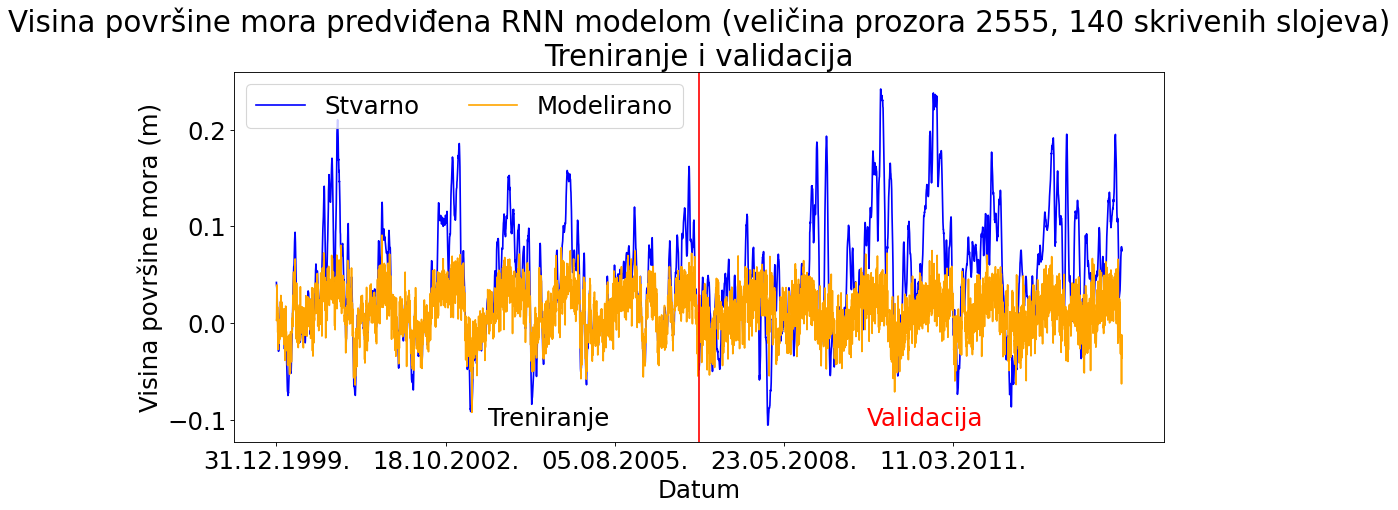 Visina površine mora predviđena RNN modelom (veličina prozora 2555, 140 skrivenih slojeva)
Treniranje i validacija
Stvarno
Modelirano
Visina površine mora (m)
0.2
0.1
0.0
−0.1
Treniranje
Validacija
31.12.1999.
18.10.2002.
05.08.2005.
23.05.2008.
11.03.2011.
Datum